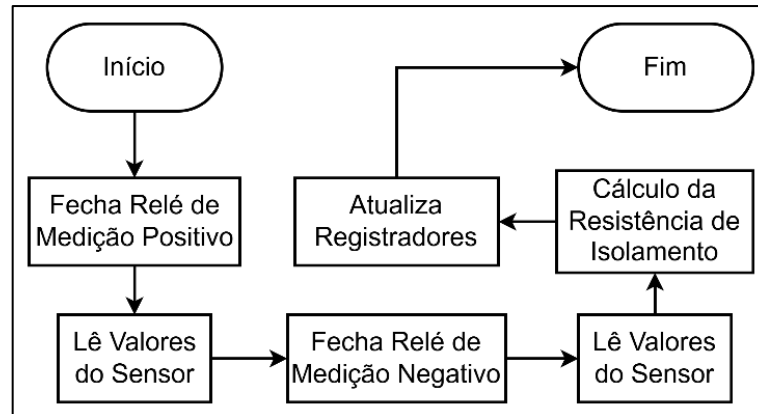 Início
Fecha Relé de
Medição Positivo
Lê Valores
do Sensor
Fecha Relé de
Medição Negativo
Lê Valores
do Sensor
Cálculo da
Resistência de
Isolamento
Atualiza
Registradores
Fim